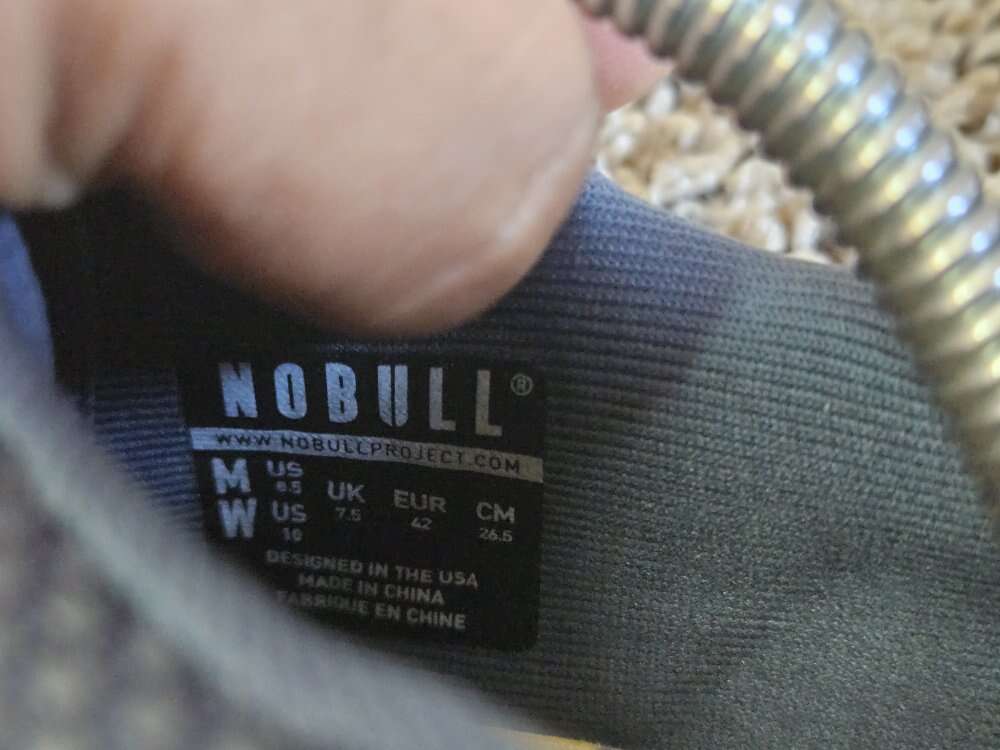 NOBULL®
WWW.NOBULLPROJECT.COM
M US 8.5 UK 7.5 EUR 42 CM 26.5
W US 10
DESIGNED IN THE USA
MADE IN CHINA
FABRIQUE EN CHINE